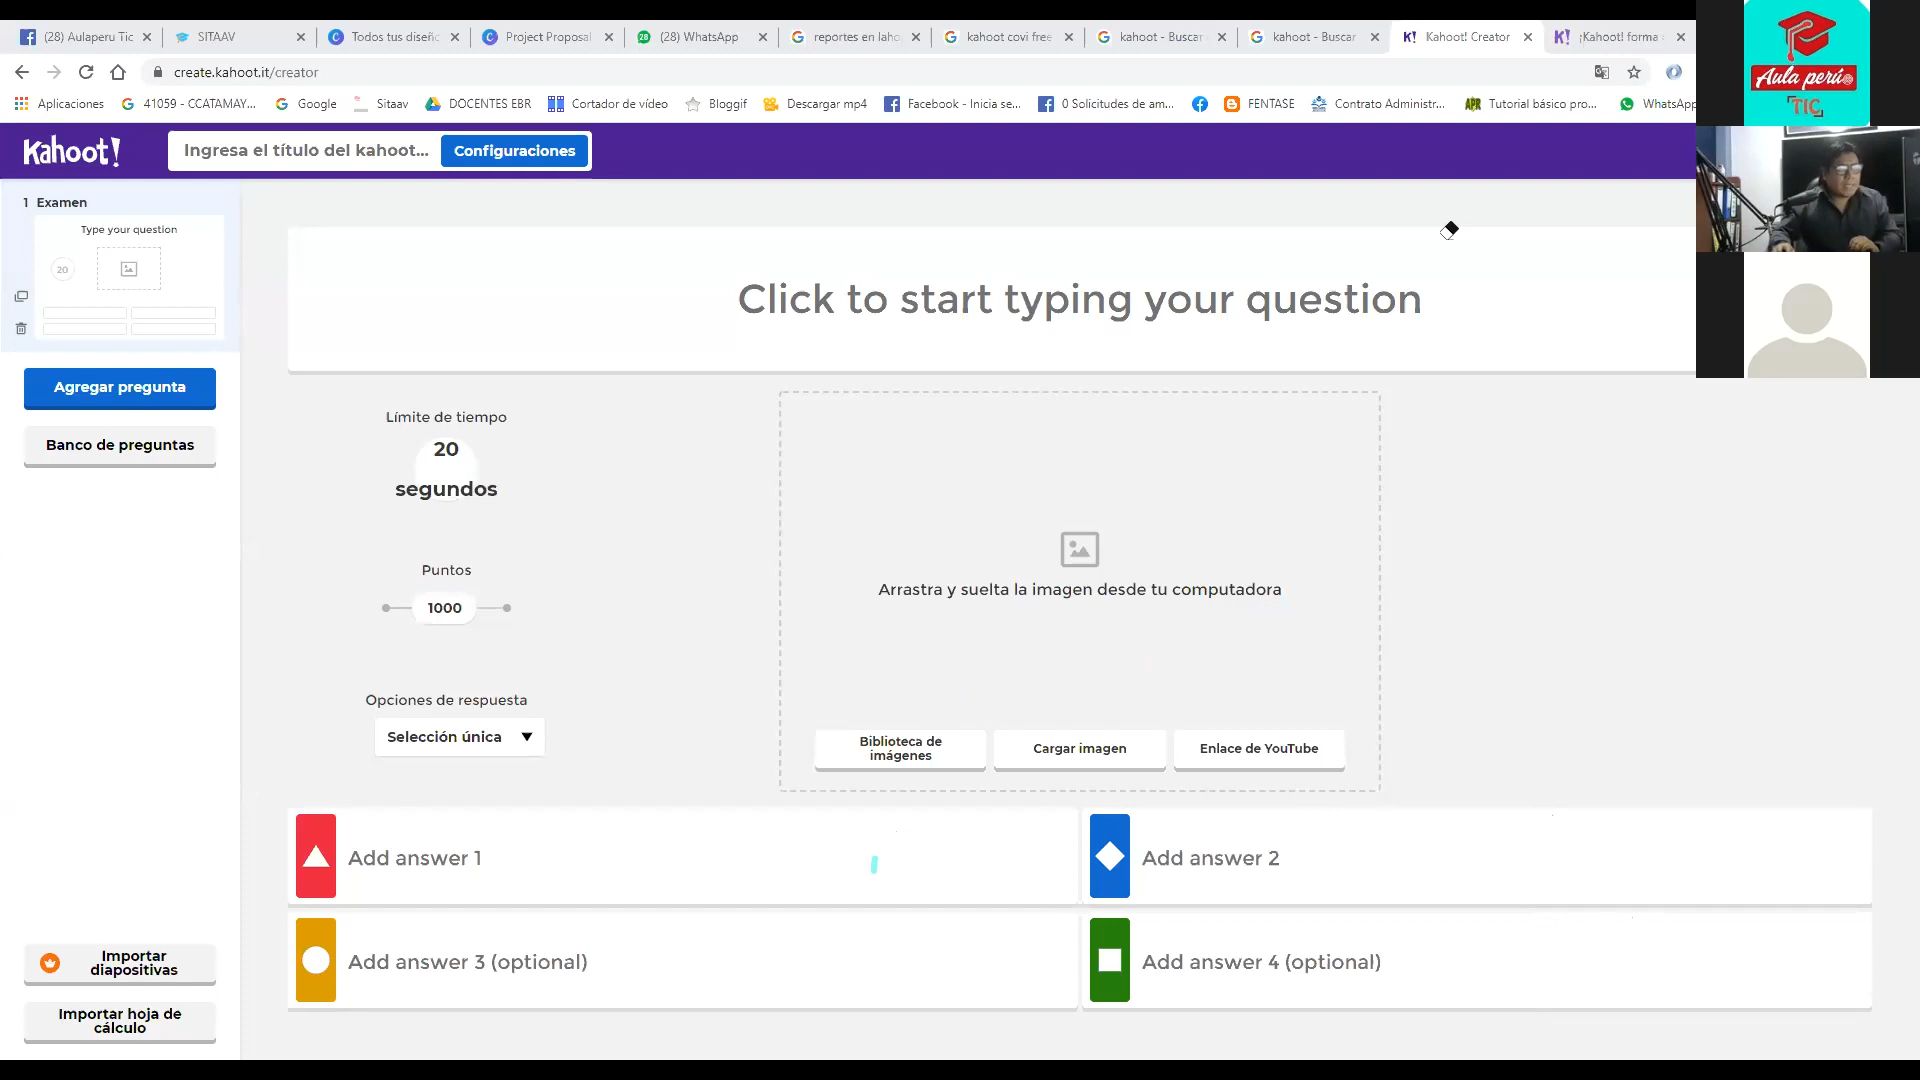 (28) Aulaperu Tic
SITAAV
Todos tus diseñ
Project Proposal
28
(28) WhatsApp
reportes en laho
kahoot covi free
kahoot - Buscar
kahoot - Buscar
K! Kahoot! Creator
K! ¡Kahoot! forma
create.kahoot.it/creator
Aplicaciones
41059 - CCATAMAY...
Google
Sitaav
DOCENTES EBR
Cortador de vídeo
Bloggif
Descargar mp4
Facebook - Inicia se...
0 Solicitudes de am...
FENTASE
Contrato Administr...
Tutorial básico pro...
WhatsApp
Aula perú
TIC
Kahoot!
Ingresa el título del kahoot...
Configuraciones
1 Examen
Type your question
20
Agregar pregunta
Banco de preguntas
Importar
diapositivas
Importar hoja de
cálculo
Click to start typing your question
Límite de tiempo
20
segundos
Puntos
1000
Opciones de respuesta
Selección única
Arrastra y suelta la imagen desde tu computadora
Biblioteca de
imágenes
Cargar imagen
Enlace de YouTube
Add answer 1
Add answer 2
Add answer 3 (optional)
Add answer 4 (optional)